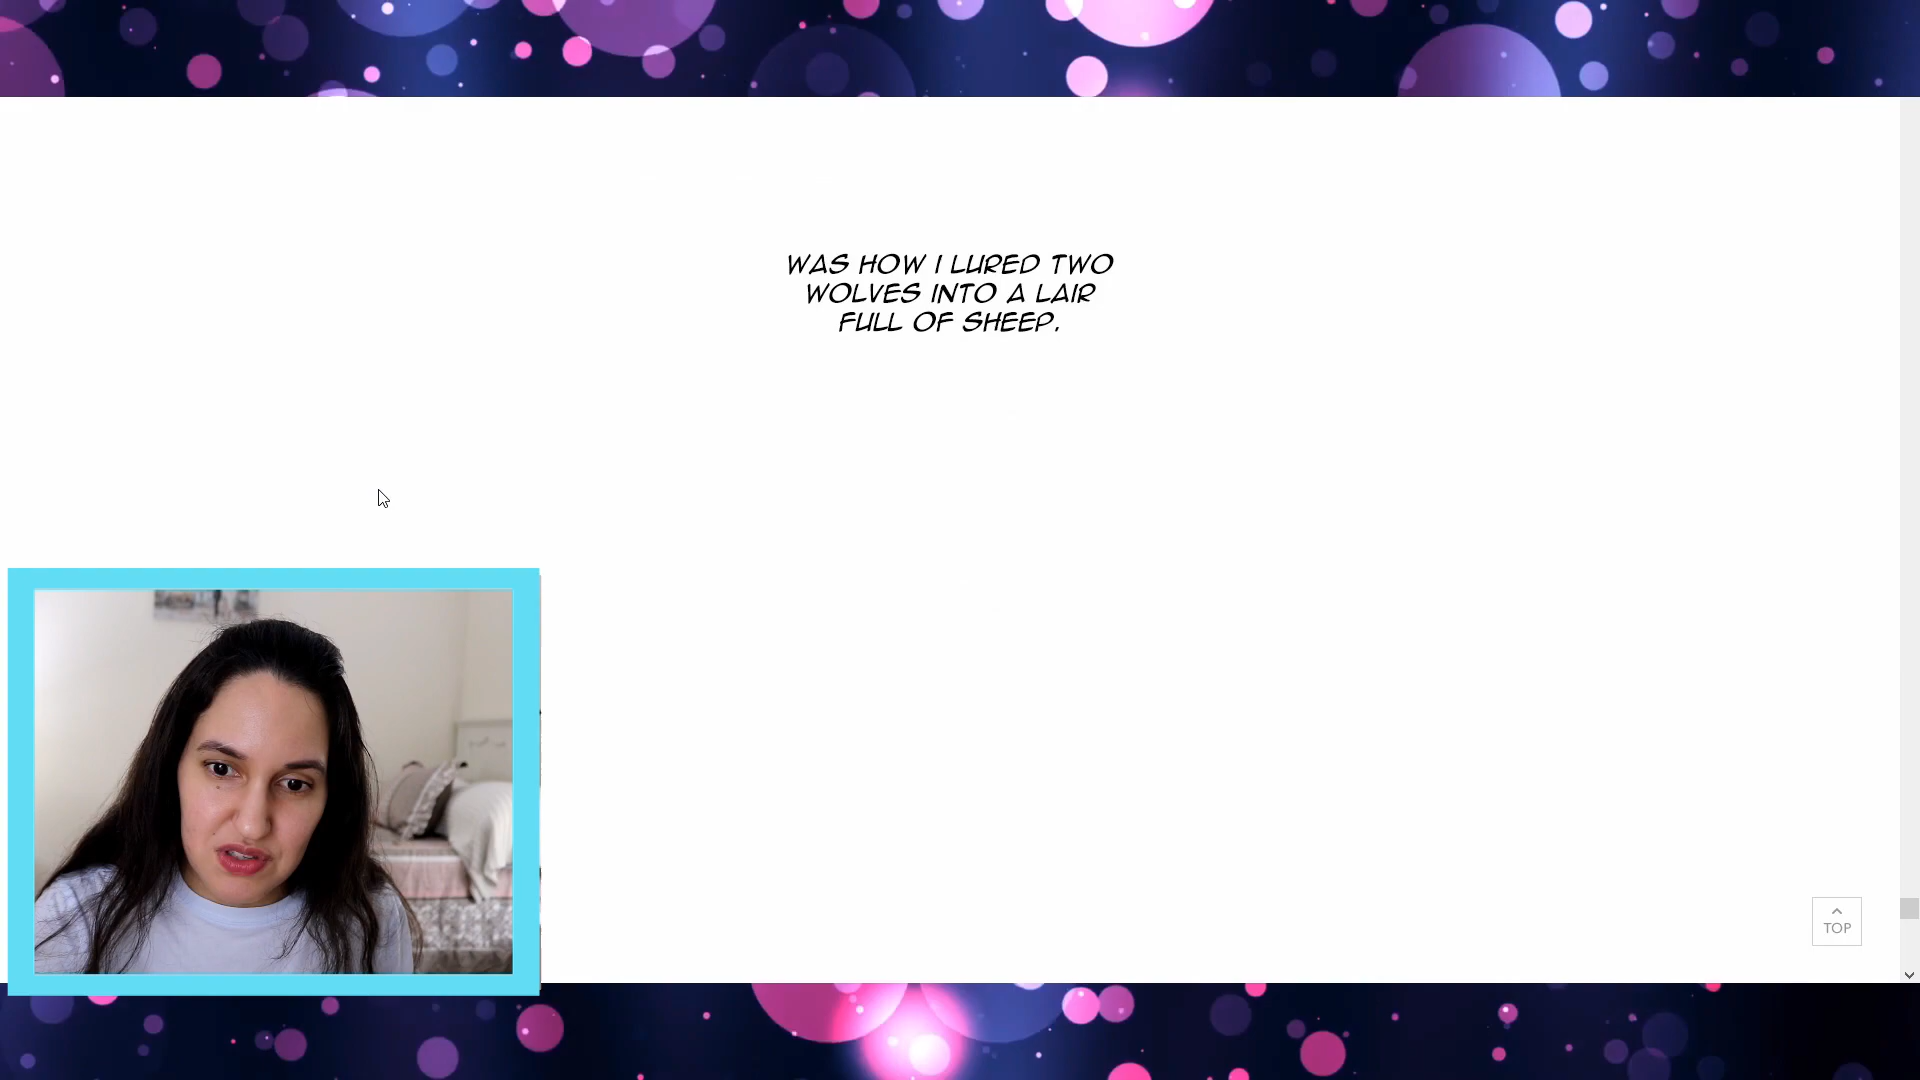 WAS HOW I LURED TWO
WOLVES INTO A LAIR
FULL OF SHEEP.
TOP